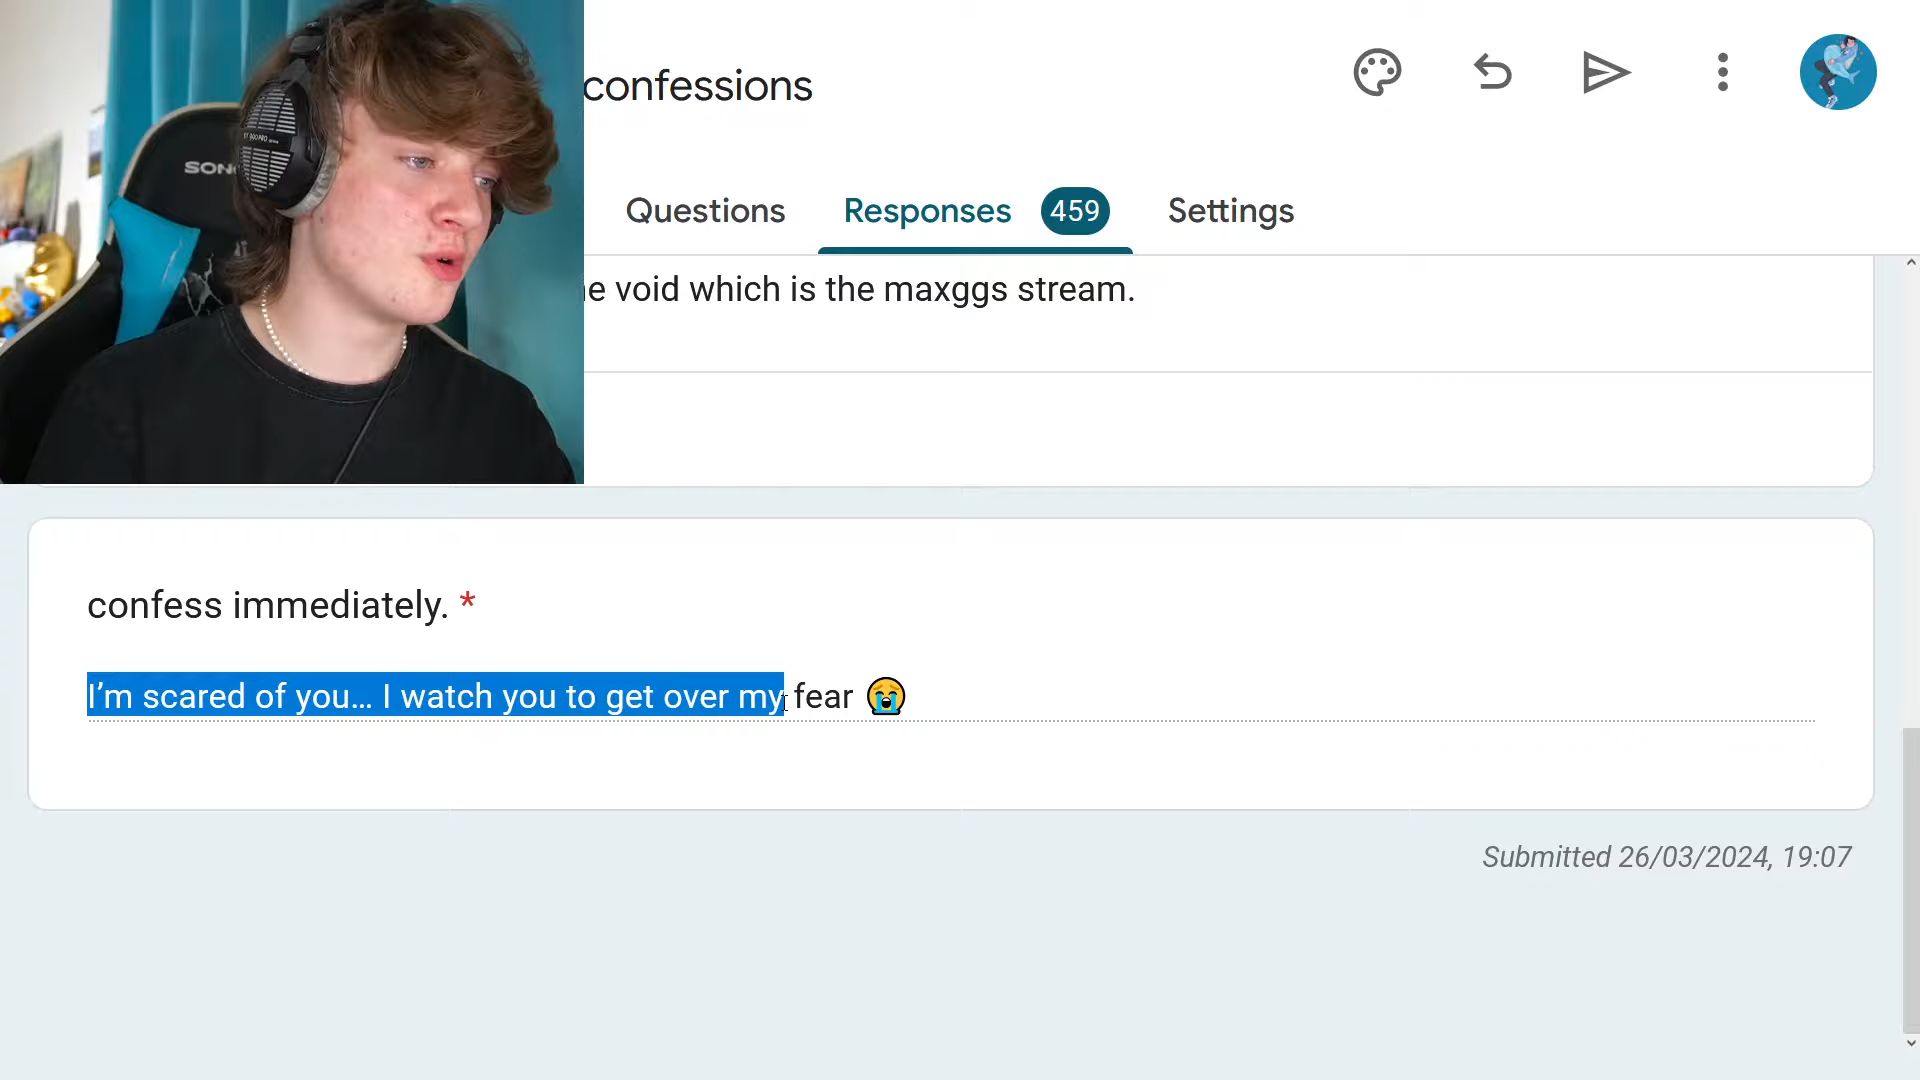 confessions
Questions Responses 459 Settings
void which is the maxggs stream.
confess immediately. *
I’m scared of you... I watch you to get over my fear 😭
Submitted 26/03/2024, 19:07